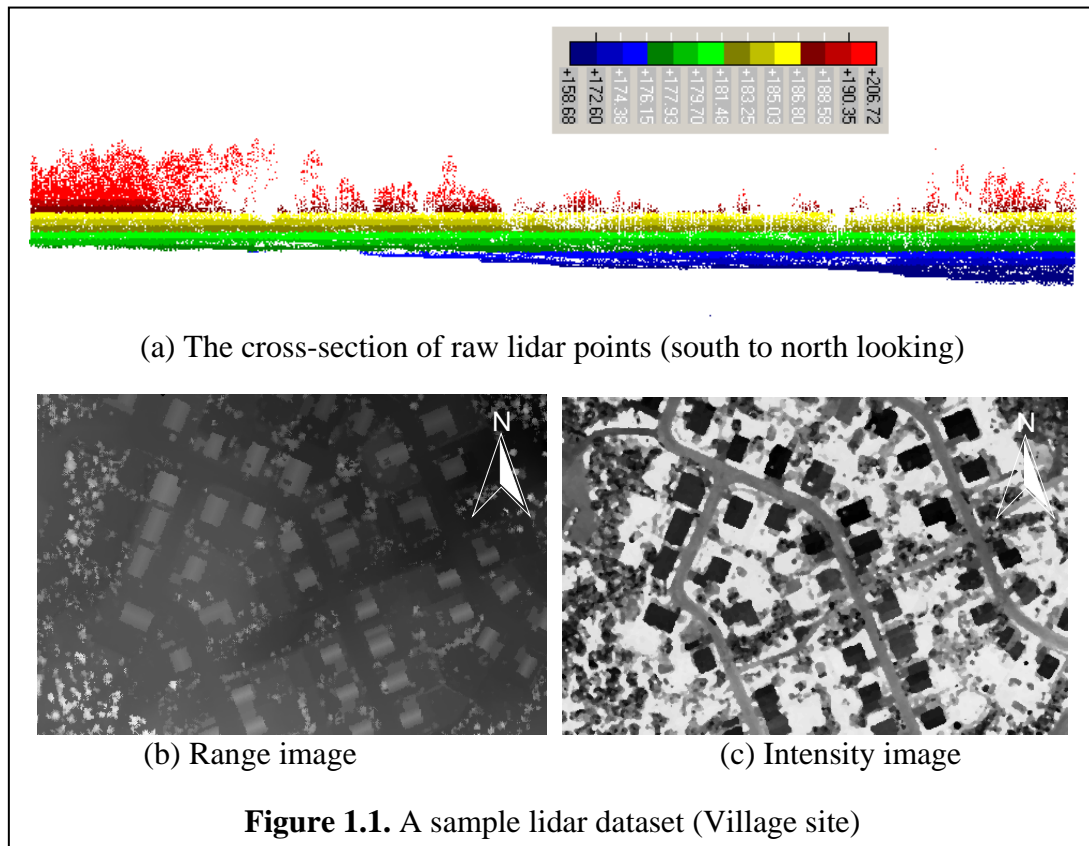 +158.68
+172.60
+174.38
+176.15
+177.93
+179.70
+181.48
+183.25
+185.03
+186.80
+188.58
+190.35
+206.72
(a) The cross-section of raw lidar points (south to north looking)
N
N
(b) Range image
(c) Intensity image
Figure 1.1. A sample lidar dataset (Village site)